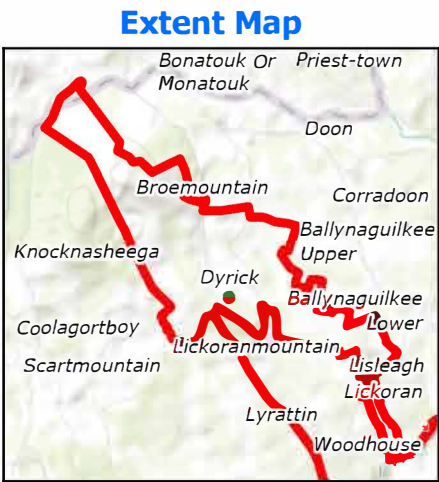 Extent Map
Bonatouk Or
Monatouk
Priest-town
Doon
Broemountain
Corradoon
Ballynaguilkee
Upper
Knocknasheega
Dyrick
Ballynaguilkee
Lower
Coolagortboy
Lickoranmountain
Scartmountain
Lisleagh
Lickoran
Lyrattin
Woodhouse